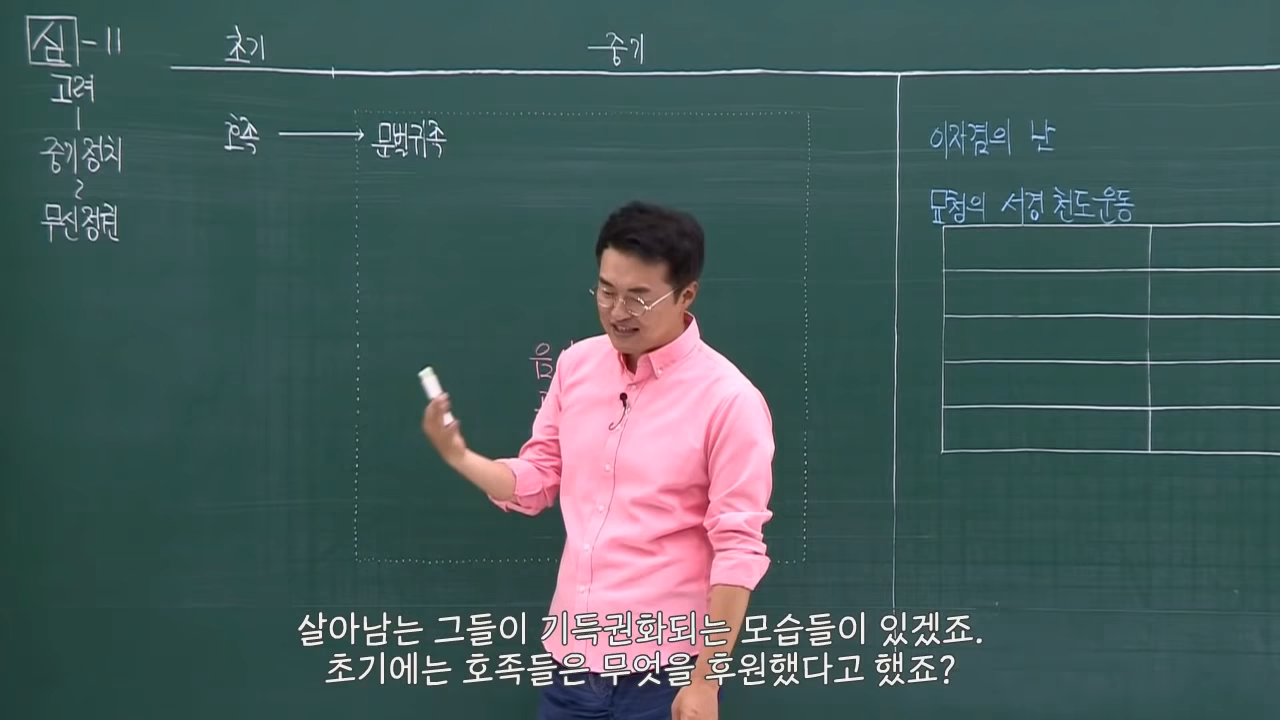 심-11
고려
중기정치
~
무신정권
초기
중기
호족 → 문벌귀족
이자겸의 난
묘청의 서경 천도운동
음
살아남는 그들이 기득권화되는 모습들이 있겠죠.
초기에는 호족들은 무엇을 후원했다고 했죠?